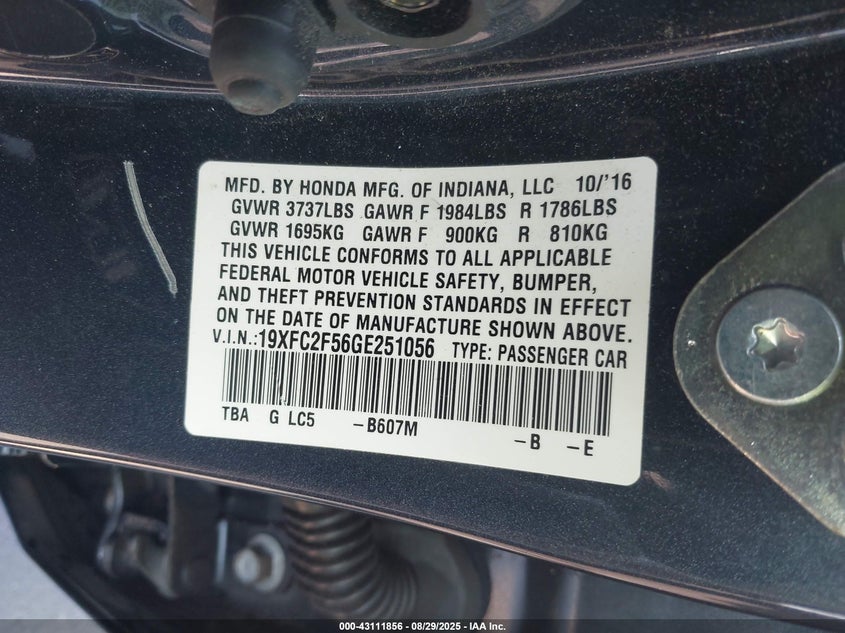 MFD. BY HONDA MFG. OF INDIANA, LLC 10/'16
GVWR 3737LBS GAWR F 1984LBS R 1786LBS
GVWR 1695KG GAWR F 900KG R 810KG
THIS VEHICLE CONFORMS TO ALL APPLICABLE
FEDERAL MOTOR VEHICLE SAFETY, BUMPER,
AND THEFT PREVENTION STANDARDS IN EFFECT
ON THE DATE OF MANUFACTURE SHOWN ABOVE.
V.I.N.:19XFC2F56GE251056 TYPE: PASSENGER CAR
TBA G LC5 -B607M -B -E
000-43111856 | 08/29/2025 - IAA, Inc.